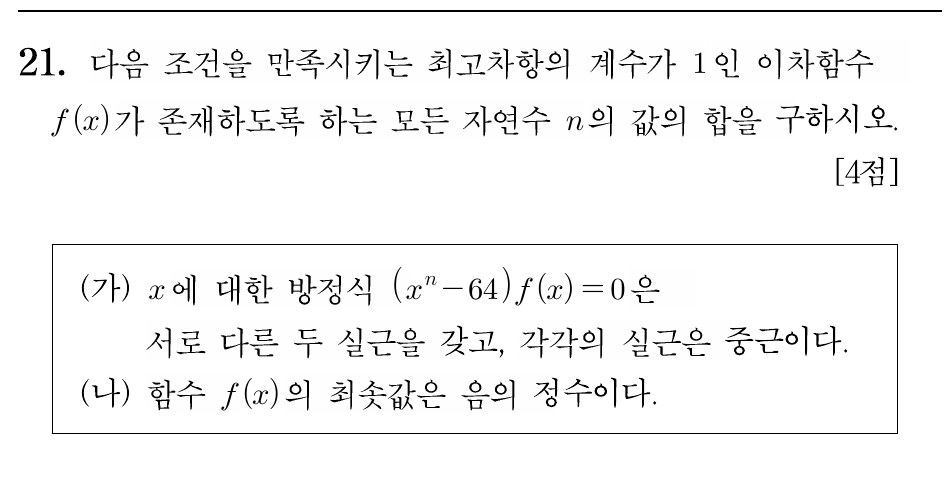 21. 다음 조건을 만족시키는 최고차항의 계수가 1인 이차함수
f(x)가 존재하도록 하는 모든 자연수 n의 값의 합을 구하시오.
[4점]
(가) x에 대한 방정식 (xⁿ−64)f(x)=0은
서로 다른 두 실근을 갖고, 각각의 실근은 중근이다.
(나) 함수 f(x)의 최솟값은 음의 정수이다.